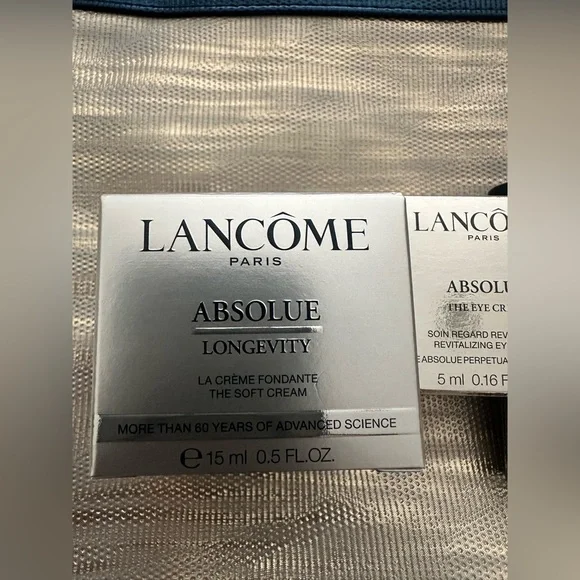 LANCÔME
PARIS
ABSOLUE
LONGEVITY
LA CRÈME FONDANTE
THE SOFT CREAM
MORE THAN 60 YEARS OF ADVANCED SCIENCE
e 15 ml 0.5 FL.OZ.
LANCÔ
PARIS
ABSOLU
THE EYE CR
SOIN REGARD REV
REVITALIZING EY
E ABSOLUE PERPETUA
5 ml 0.16 F